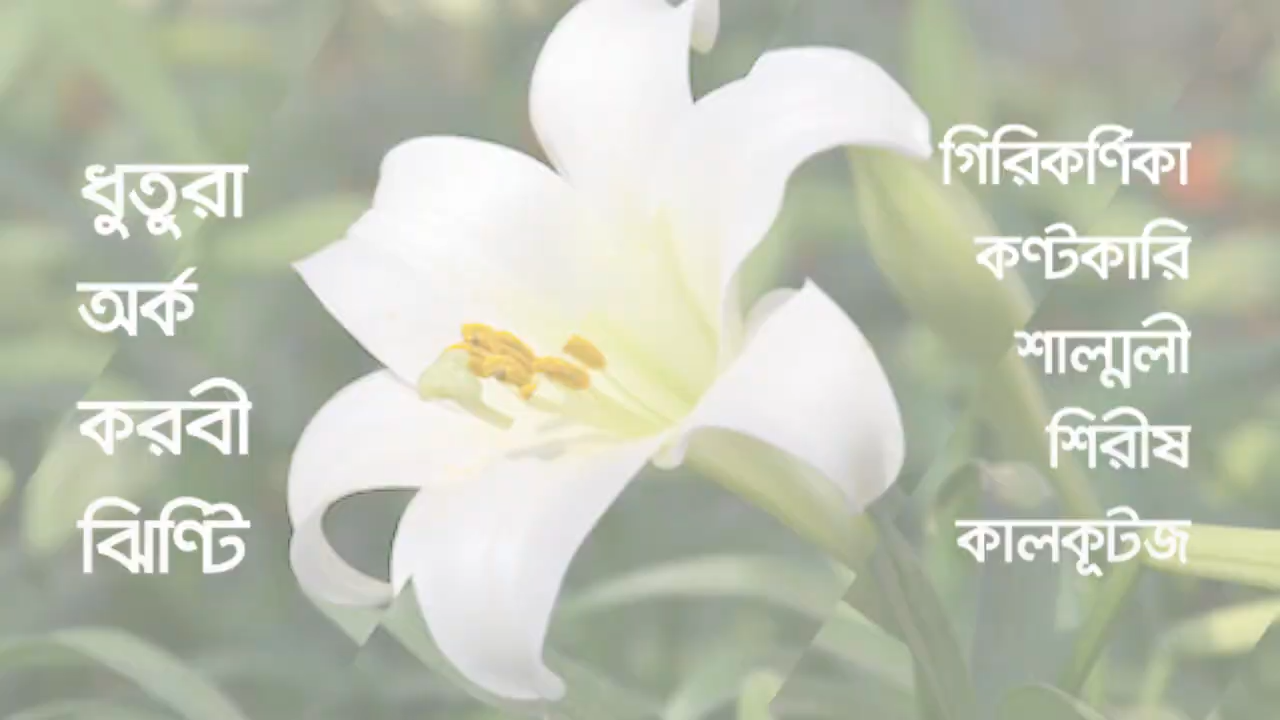 ধুতুরা
অর্ক
করবী
ঝিণ্টি
গিরিকর্ণিকা
কণ্টকারি
শাল্মলী
শিরীষ
কালকূটজ